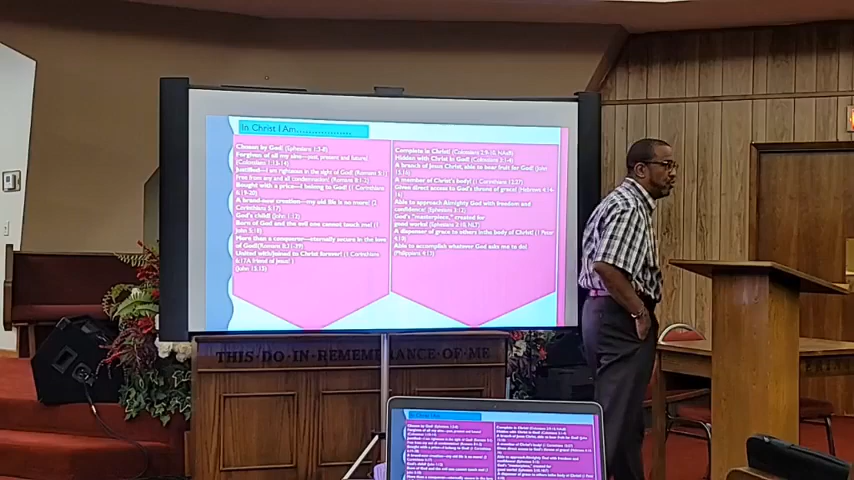 In Christ I Am.................
Chosen by God! (Ephesians 1:3-8)
Forgiven of all my sins—past, present and future!
(Colossians 1:13-14)
Justified—I am righteous in the sight of God! (Romans 5:1)
Free from any and all condemnation! (Romans 8:1-2)
Bought with a price—I belong to God! (1 Corinthians
6:19-20)
A brand-new creation—my old life is no more! (2
Corinthians 5:17)
God's child! (John 1:12)
Born of God and the evil one cannot touch me! (1
John 5:18)
More than a conqueror—eternally secure in the love
of God!(Romans 8:31-39)
United with/joined to Christ forever! (1 Corinthians
6:17A friend of Jesus! )
(John 15:15)
Complete in Christ! (Colossians 2:9-10, NASB)
Hidden with Christ in God! (Colossians 3:1-4)
A branch of Jesus Christ, able to bear fruit for God! (John
15:16)
A member of Christ's body! (1 Corinthians 12:27)
Given direct access to God's throne of grace! (Hebrews 4:14-
16)
Able to approach Almighty God with freedom and
confidence! (Ephesians 3:12)
God's "masterpiece," created for
good works! (Ephesians 2:10, NLT)
A dispenser of grace to others in the body of Christ! (1 Peter
4:10)
Able to accomplish whatever God asks me to do!
(Philippians 4:13)
THIS DO IN REMEMBRANCE OF ME